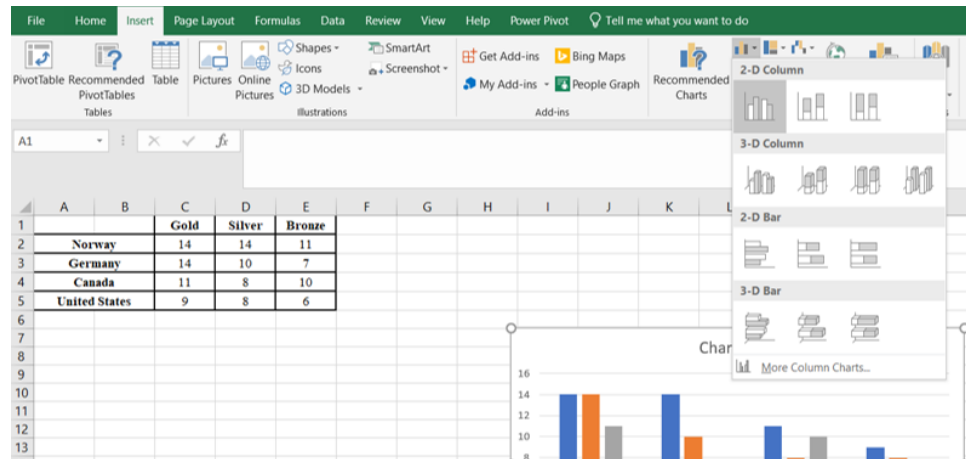 File Home Insert Page Layout Formulas Data Review View Help Power Pivot Tell me what you want to do
PivotTable Recommended PivotTables Table
Tables
Pictures Online Pictures Shapes Icons 3D Models SmartArt Screenshot
Illustrations
Get Add-ins My Add-ins Bing Maps People Graph
Add-ins
Recommended Charts
2-D Column
3-D Column
2-D Bar
3-D Bar
More Column Charts...
A1 fx
A B C D E F G H I J K L
1 Gold Silver Bronze
2 Norway 14 14 11
3 Germany 14 10 7
4 Canada 11 8 10
5 United States 9 8 6
6
7
8
9
10
11
12
13
Char
16
14
12
10